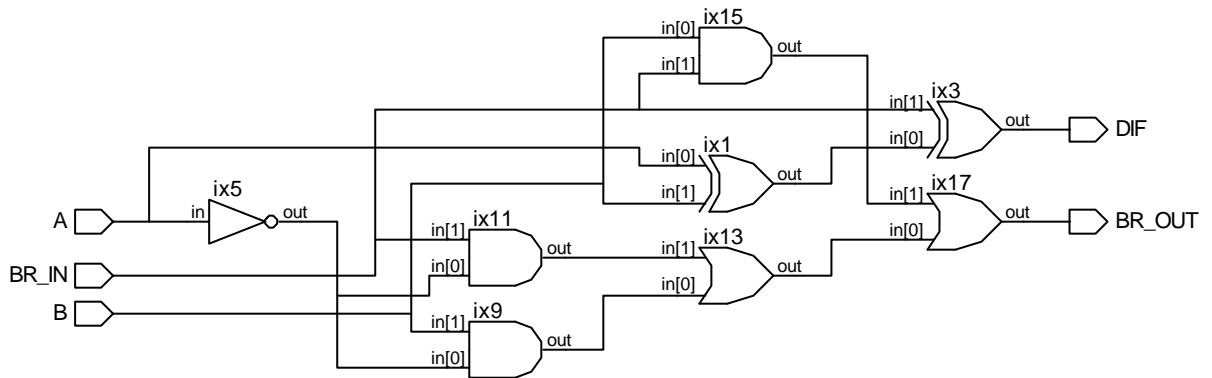 ix15
in[0]
out
in[1]
ix3
in[1]
out
DIF
in[0]
ix1
in[0]
out
in[1]
ix17
in[1]
out
BR_OUT
in[0]
ix5
A
in
out
ix11
in[1]
out
in[0]
ix13
in[1]
out
in[0]
BR_IN
B
ix9
in[1]
out
in[0]